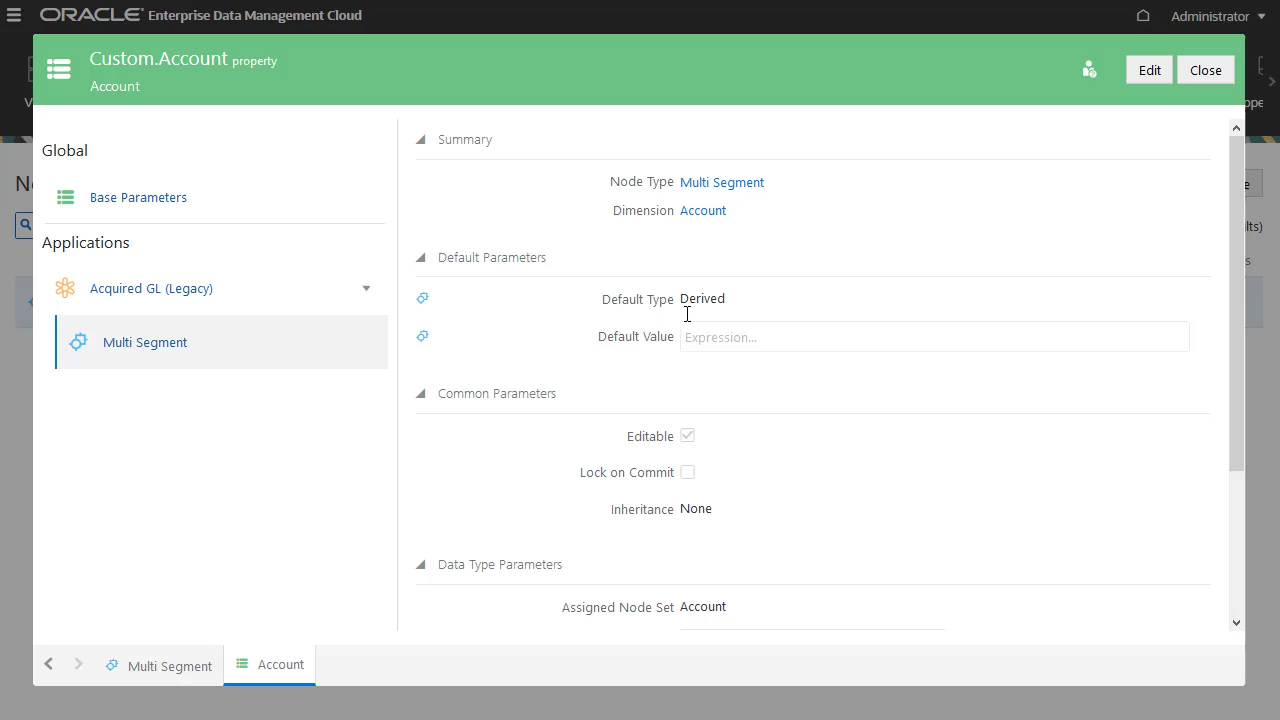 ORACLE Enterprise Data Management Cloud
Administrator
Custom.Account property
Account
Edit
Close
Global
Base Parameters
Applications
Acquired GL (Legacy)
Multi Segment
Summary
Node Type Multi Segment
Dimension Account
Default Parameters
Default Type Derived
Default Value Expression...
Common Parameters
Editable
Lock on Commit
Inheritance None
Data Type Parameters
Assigned Node Set Account
Multi Segment
Account